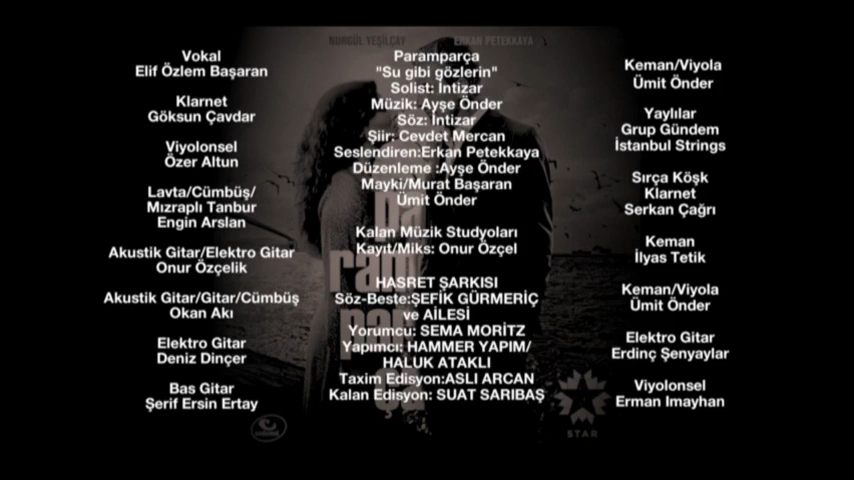 NURGÜL YEŞİLÇAY
ERKAN PETEKKAYA
Vokal
Elif Özlem Başaran
Klarnet
Göksun Çavdar
Viyolonsel
Özer Altun
Lavta/Cümbüş/
Mızraplı Tanbur
Engin Arslan
Akustik Gitar/Elektro Gitar
Onur Özçelik
Akustik Gitar/Gitar/Cümbüş
Okan Akı
Elektro Gitar
Deniz Dinçer
Bas Gitar
Şerif Ersin Ertay
Paramparça
"Su gibi gözlerin"
Solist: İntizar
Müzik: Ayşe Önder
Söz: İntizar
Şiir: Cevdet Mercan
Seslendiren:Erkan Petekkaya
Düzenleme :Ayşe Önder
Mayki/Murat Başaran
Ümit Önder
Kalan Müzik Studyoları
Kayıt/Miks: Onur Özçel
HASRET ŞARKISI
Söz-Beste:ŞEFİK GÜRMERİÇ
ve AİLESİ
Yorumcu: SEMA MORİTZ
Yapımcı: HAMMER YAPIM/
HALUK ATAKLI
Taxim Edisyon:ASLI ARCAN
Kalan Edisyon: SUAT SARIBAŞ
Keman/Viyola
Ümit Önder
Yaylılar
Grup Gündem
İstanbul Strings
Sırça Köşk
Klarnet
Serkan Çağrı
Keman
İlyas Tetik
Keman/Viyola
Ümit Önder
Elektro Gitar
Erdinç Şenyaylar
Viyolonsel
Erman Imayhan
Pa
ram
par
ça
STAR